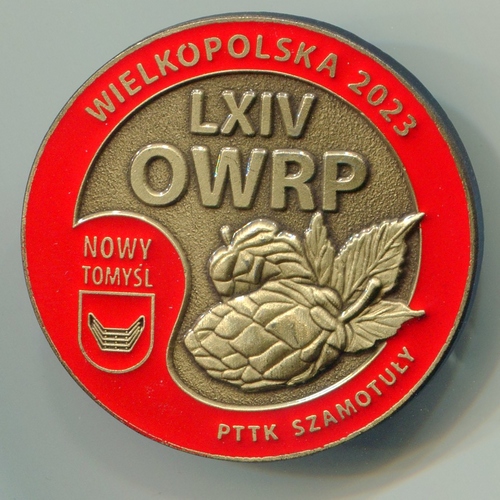 WIELKOPOLSKA 2023
LXIV
OWRP
NOWY
TOMYŚL
PTTK SZAMOTUŁY